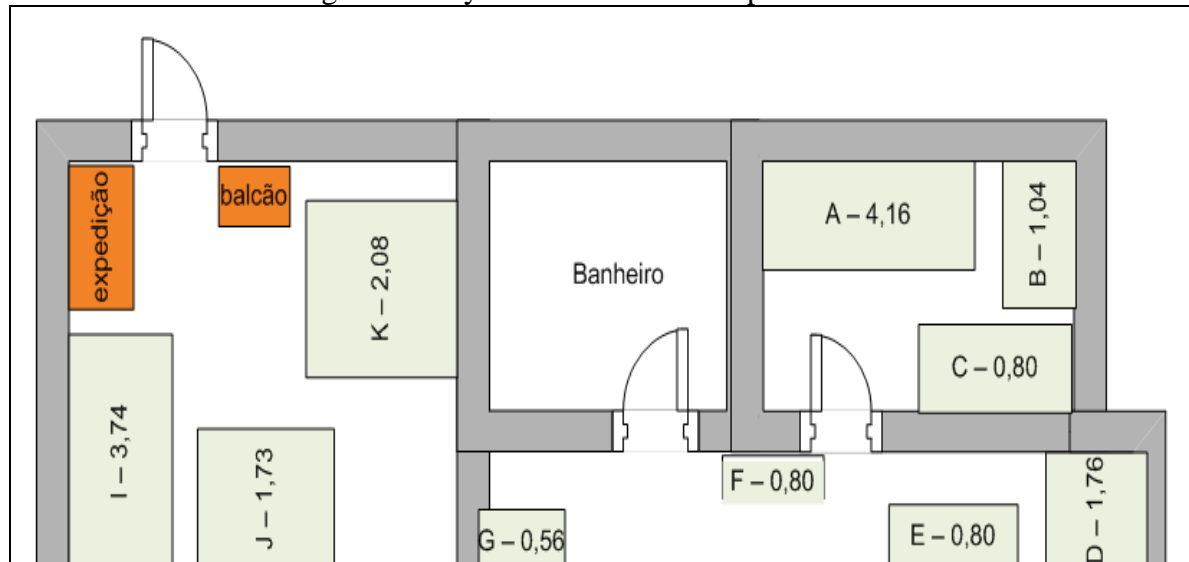 expedição
balcão
K – 2,08
Banheiro
A – 4,16
B – 1,04
C – 0,80
I – 3,74
J – 1,73
F – 0,80
G – 0,56
E – 0,80
D – 1,76